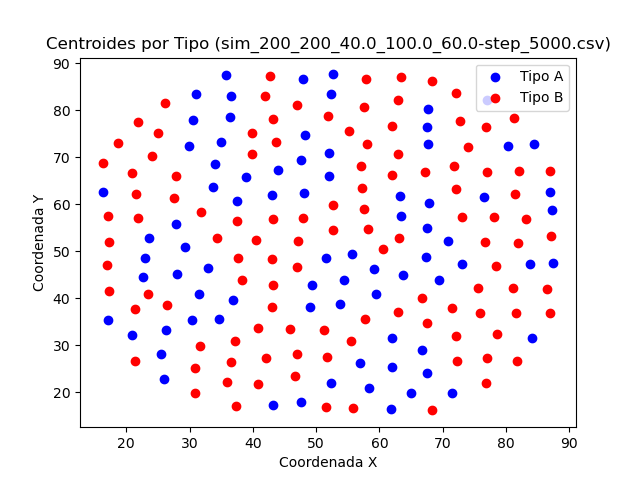 Centroides por Tipo (sim_200_200_40.0_100.0_60.0-step_5000.csv)
Tipo A
Tipo B
90
80
70
60
50
40
30
20
Coordenada Y
20 30 40 50 60 70 80 90
Coordenada X